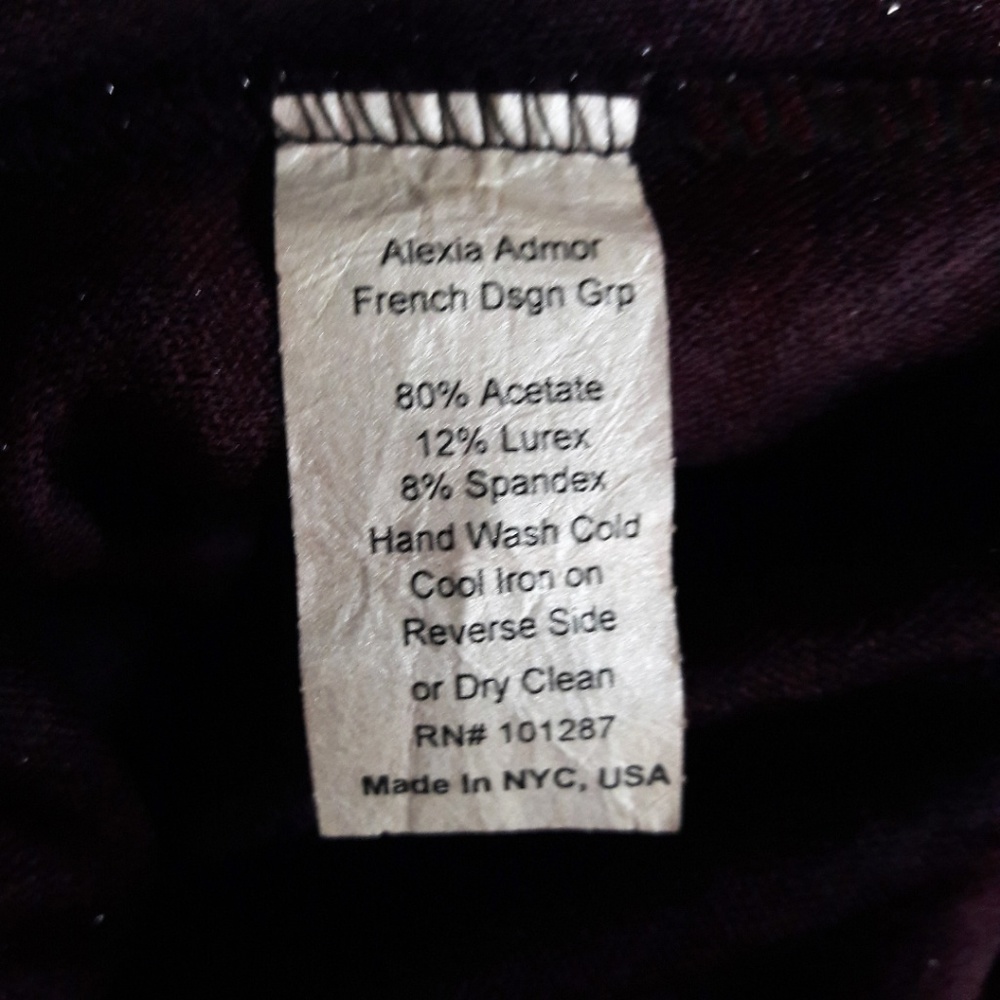 Alexia Admor
French Dsgn Grp
80% Acetate
12% Lurex
8% Spandex
Hand Wash Cold
Cool Iron on
Reverse Side
or Dry Clean
RN# 101287
Made In NYC, USA